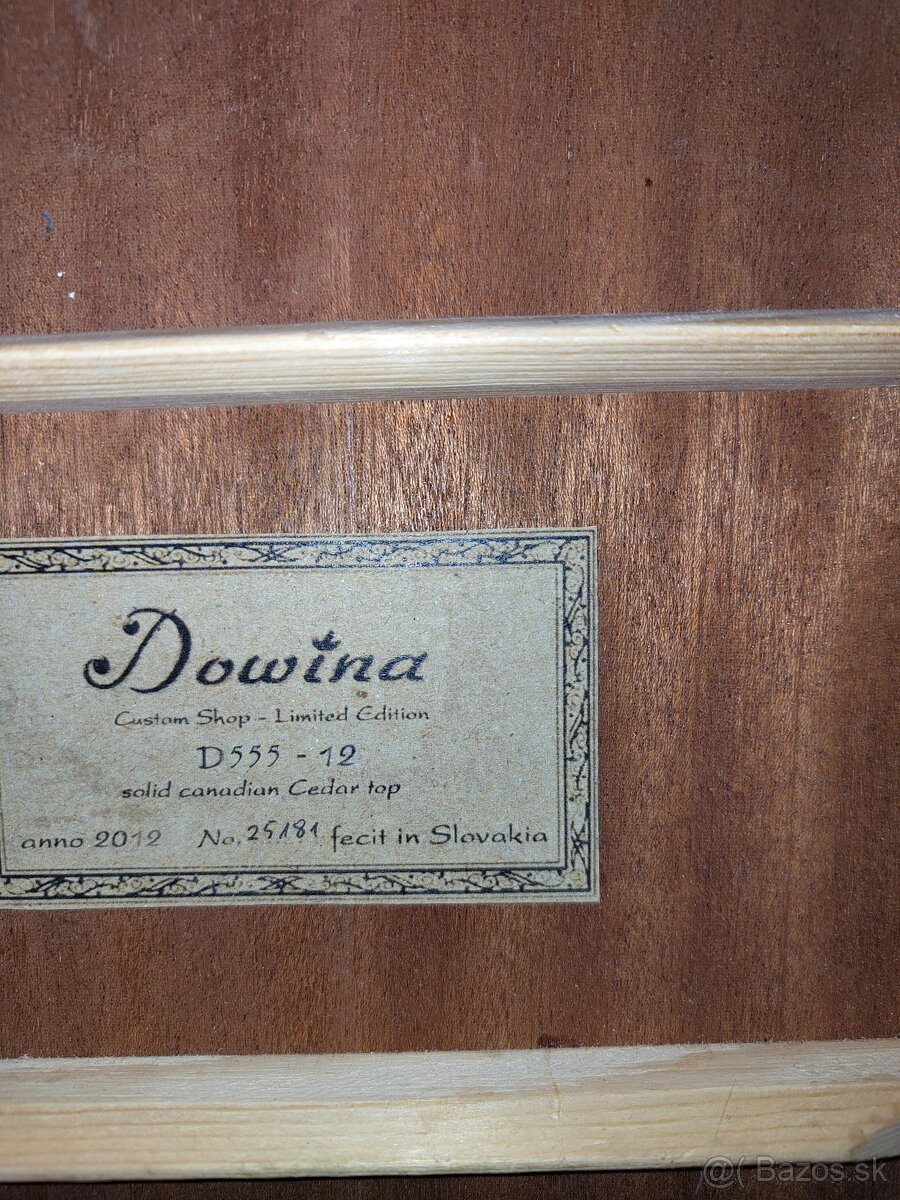 Dowina
Custom Shop - Limited Edition
D555 - 12
solid canadian Cedar top
anno 2012 No. 25181 fecit in Slovakia
@( Bazos.sk